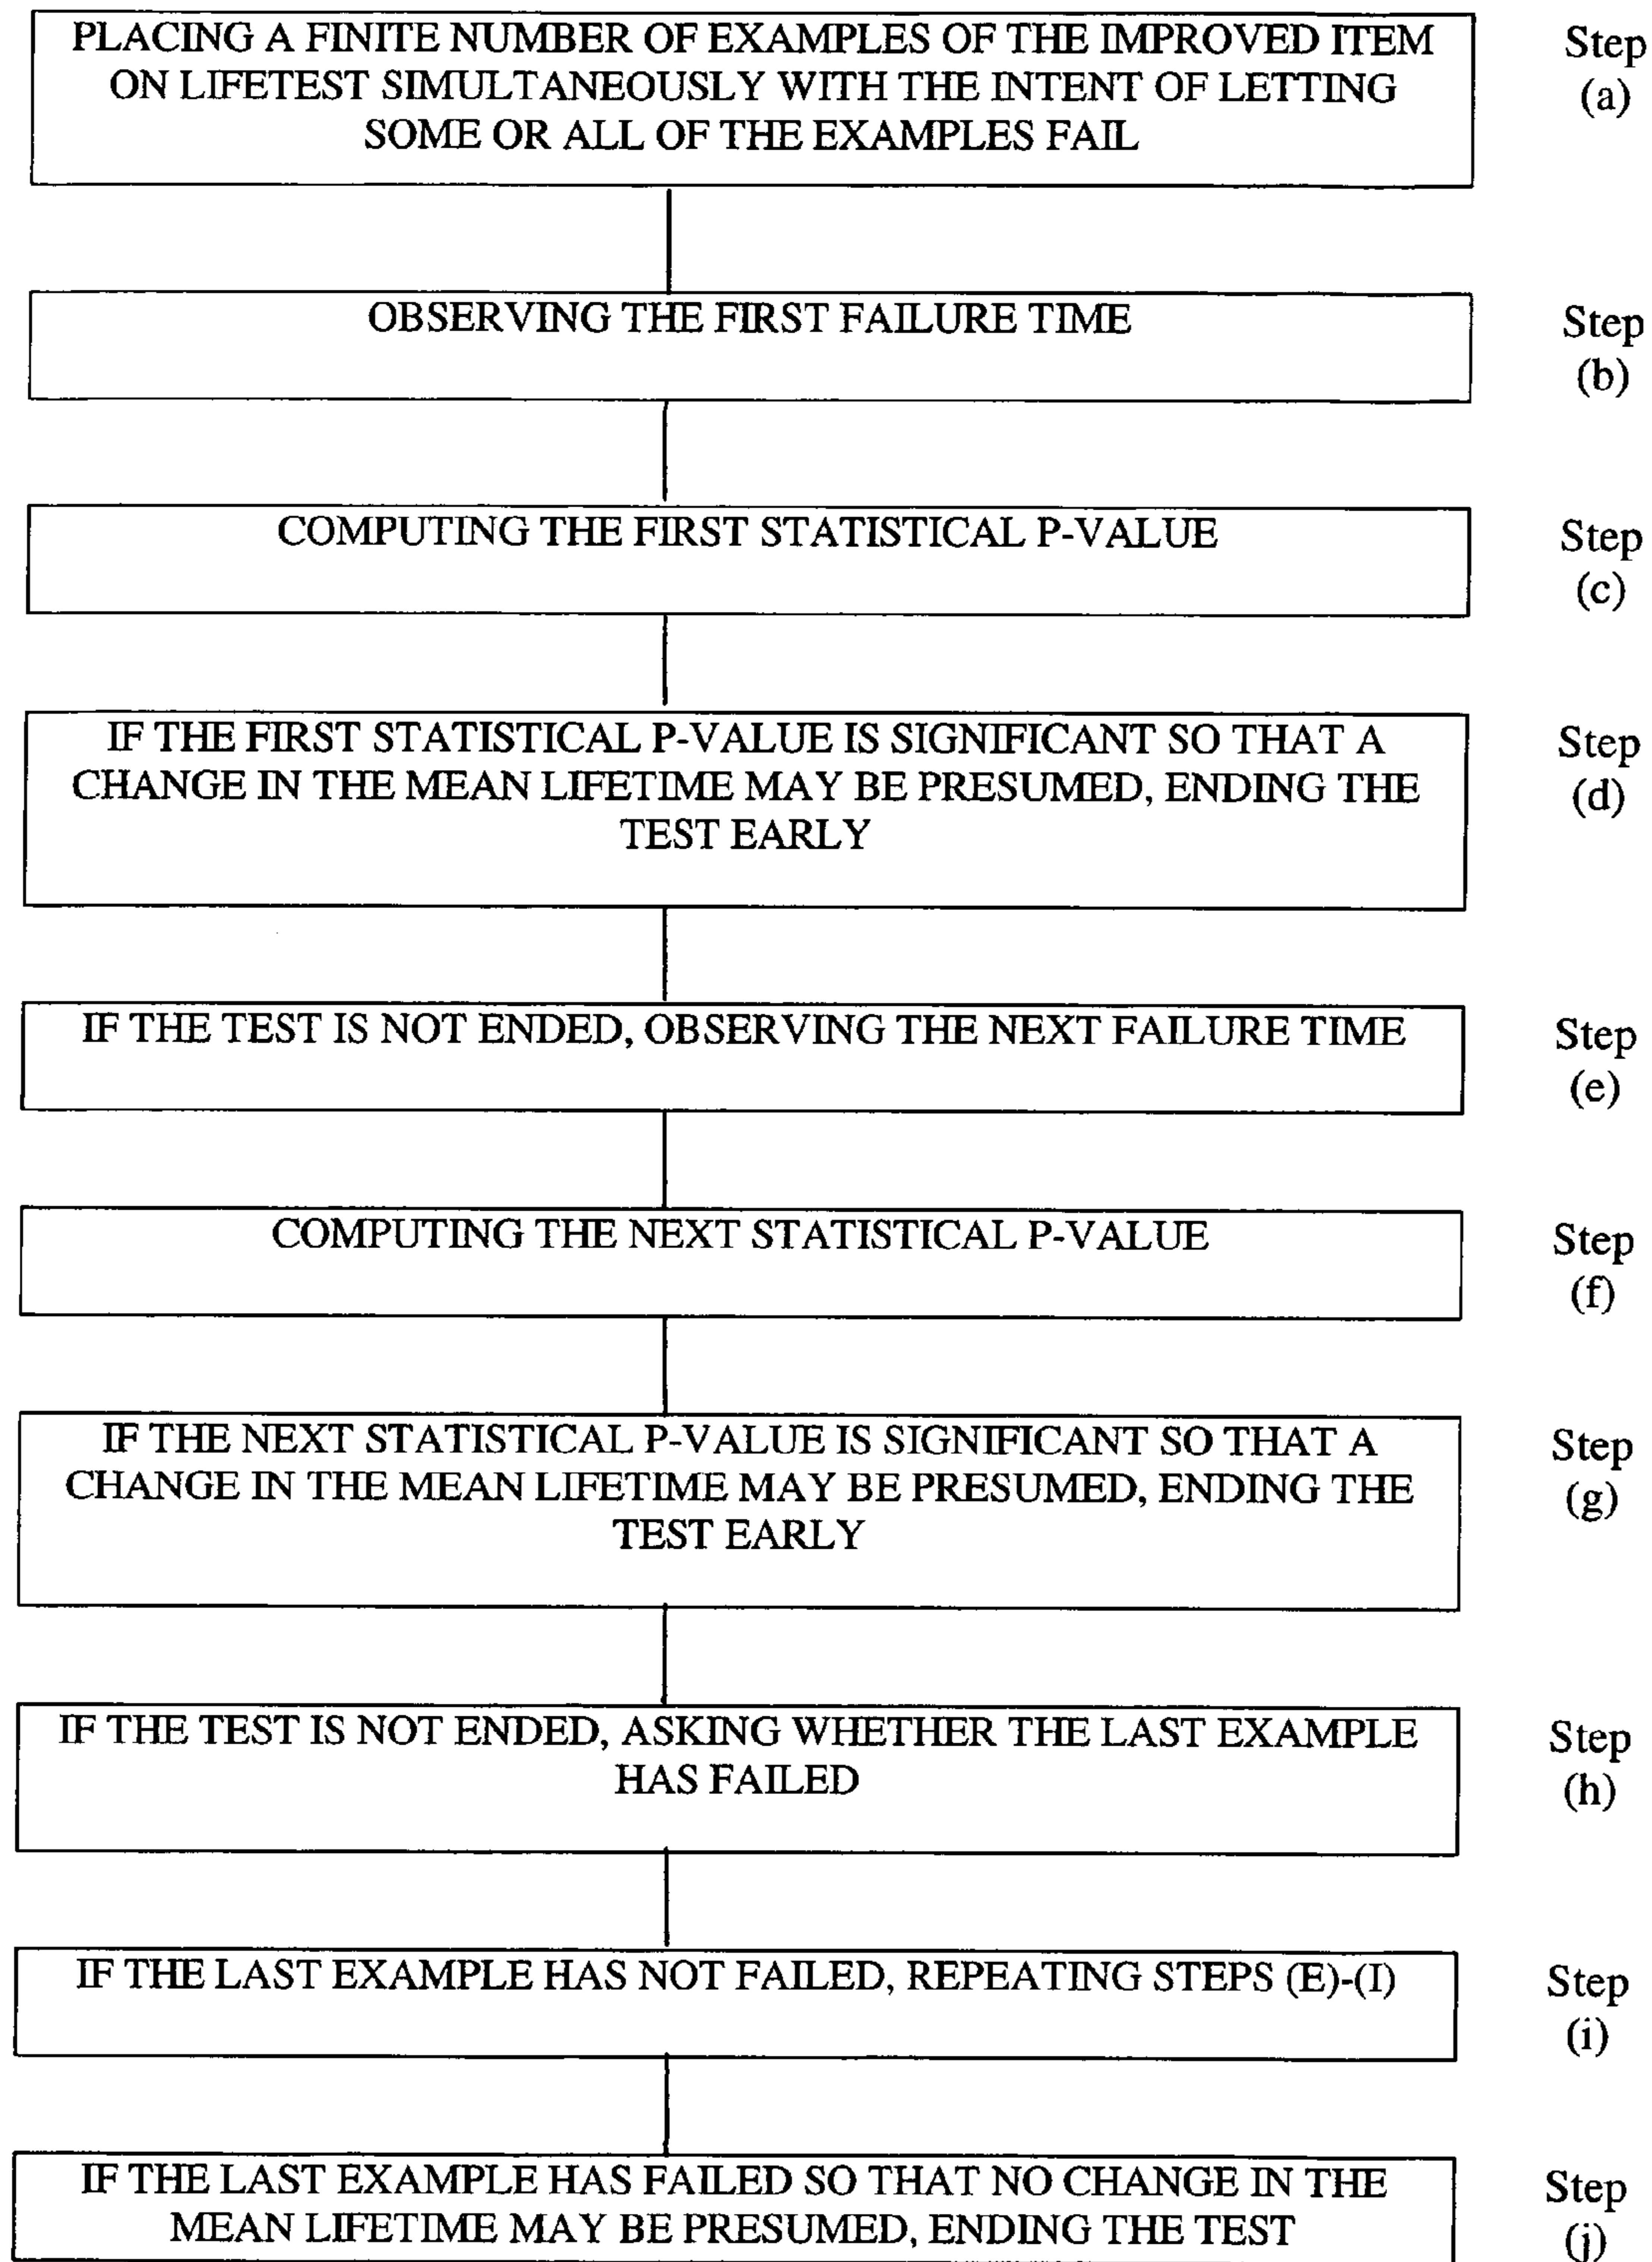 PLACING A FINITE NUMBER OF EXAMPLES OF THE IMPROVED ITEM
ON LIFETEST SIMULTANEOUSLY WITH THE INTENT OF LETTING
SOME OR ALL OF THE EXAMPLES FAIL
Step
(a)
OBSERVING THE FIRST FAILURE TIME
Step
(b)
COMPUTING THE FIRST STATISTICAL P-VALUE
Step
(c)
IF THE FIRST STATISTICAL P-VALUE IS SIGNIFICANT SO THAT A
CHANGE IN THE MEAN LIFETIME MAY BE PRESUMED, ENDING THE
TEST EARLY
Step
(d)
IF THE TEST IS NOT ENDED, OBSERVING THE NEXT FAILURE TIME
Step
(e)
COMPUTING THE NEXT STATISTICAL P-VALUE
Step
(f)
IF THE NEXT STATISTICAL P-VALUE IS SIGNIFICANT SO THAT A
CHANGE IN THE MEAN LIFETIME MAY BE PRESUMED, ENDING THE
TEST EARLY
Step
(g)
IF THE TEST IS NOT ENDED, ASKING WHETHER THE LAST EXAMPLE
HAS FAILED
Step
(h)
IF THE LAST EXAMPLE HAS NOT FAILED, REPEATING STEPS (E)-(I)
Step
(i)
IF THE LAST EXAMPLE HAS FAILED SO THAT NO CHANGE IN THE
MEAN LIFETIME MAY BE PRESUMED, ENDING THE TEST
Step
(j)